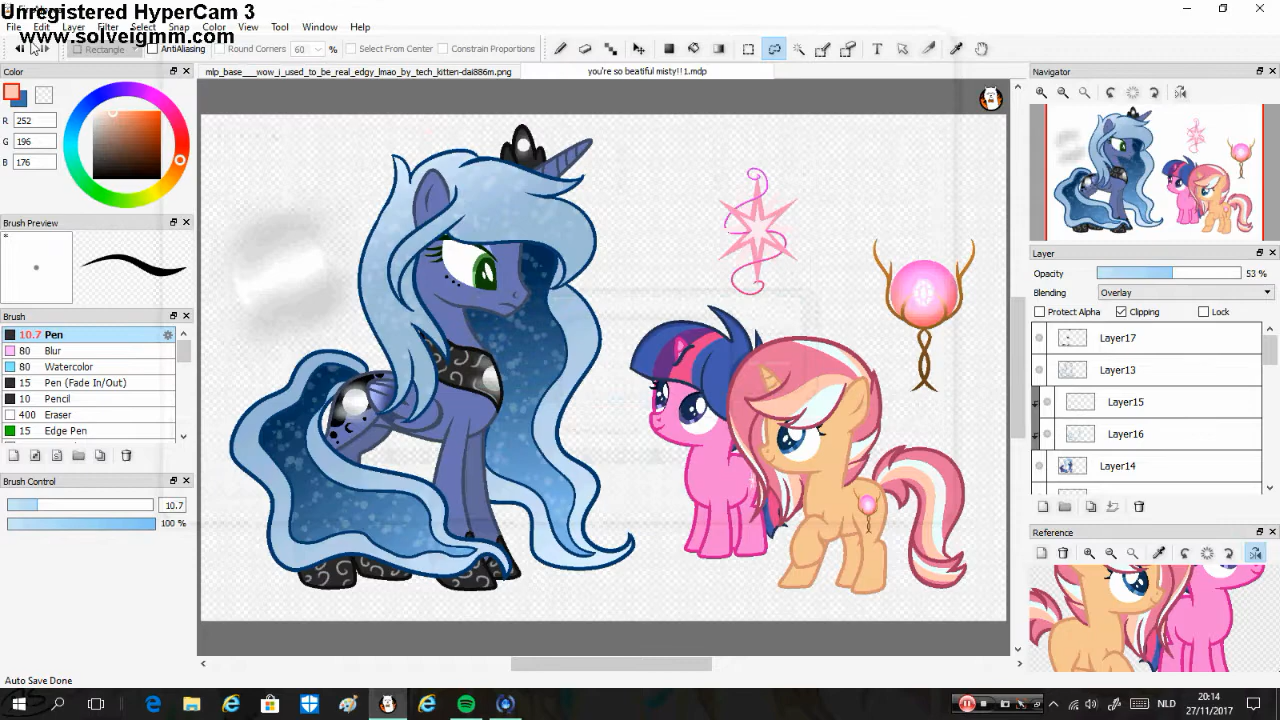 Unregistered HyperCam 3
www.solveigmm.com
File Edit Layer Filter Select Snap Color View Tool Window Help
Rectangle AntiAliasing Round Corners 60 % Select From Center Constrain Proportions
Color
mlp_base___wow_i_used_to_be_real_edgy_lmao_by_tech_kitten-dai886m.png
you're so beatiful misty!!1.mdp
Navigator
R 252
G 196
B 176
Brush Preview
Layer
Opacity 53 %
Blending Overlay
Protect Alpha Clipping Lock
Brush
10.7 Pen
80 Blur
80 Watercolor
15 Pen (Fade In/Out)
10 Pencil
400 Eraser
15 Edge Pen
Layer17
Layer13
Layer15
Layer16
Layer14
Brush Control
10.7
100 %
Reference
Auto Save Done
NLD
20:14
27/11/2017